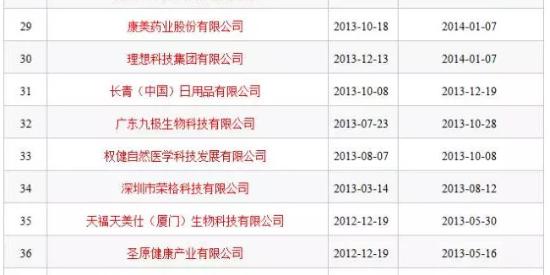 29 康美药业股份有限公司 2013-10-18 2014-01-07
30 理想科技集团有限公司 2013-12-13 2014-01-07
31 长青（中国）日用品有限公司 2013-10-08 2013-12-19
32 广东九极生物科技有限公司 2013-07-23 2013-10-28
33 权健自然医学科技发展有限公司 2013-08-07 2013-10-08
34 深圳市荣格科技有限公司 2013-03-14 2013-08-12
35 天福天美仕（厦门）生物科技有限公司 2012-12-19 2013-05-30
36 圣原健康产业有限公司 2012-12-19 2013-05-16